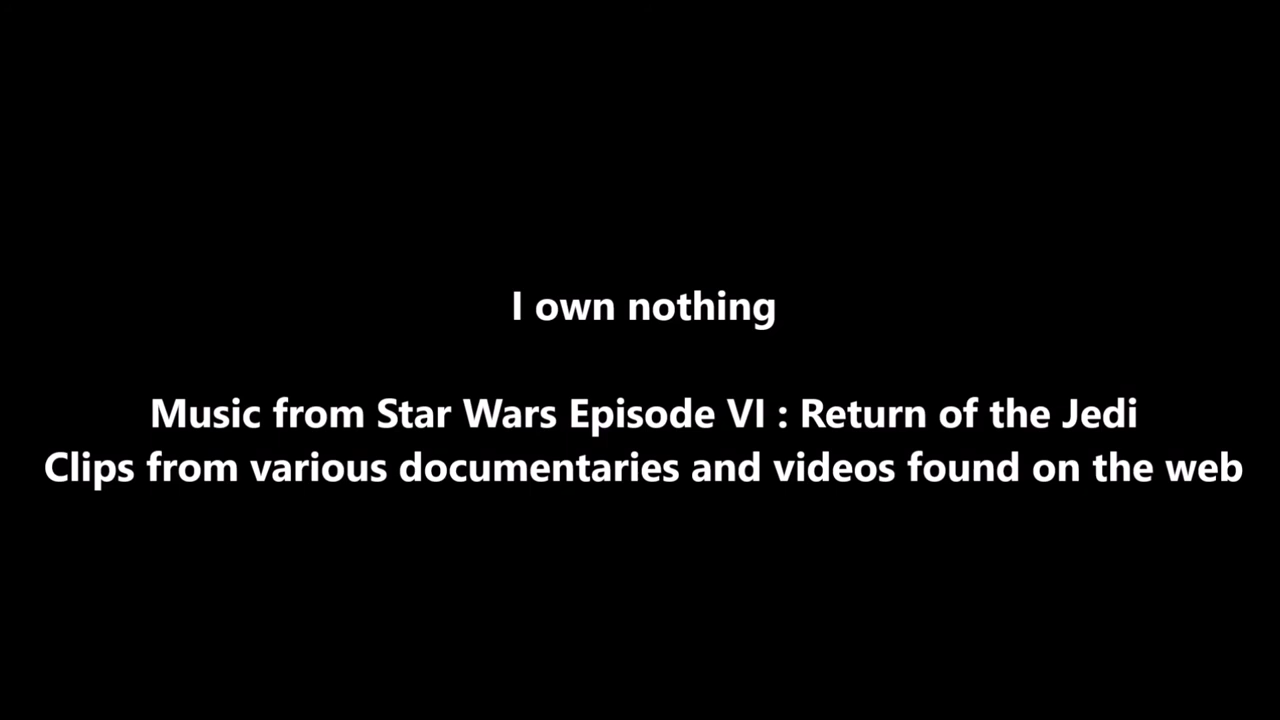 I own nothing
Music from Star Wars Episode VI : Return of the Jedi
Clips from various documentaries and videos found on the web